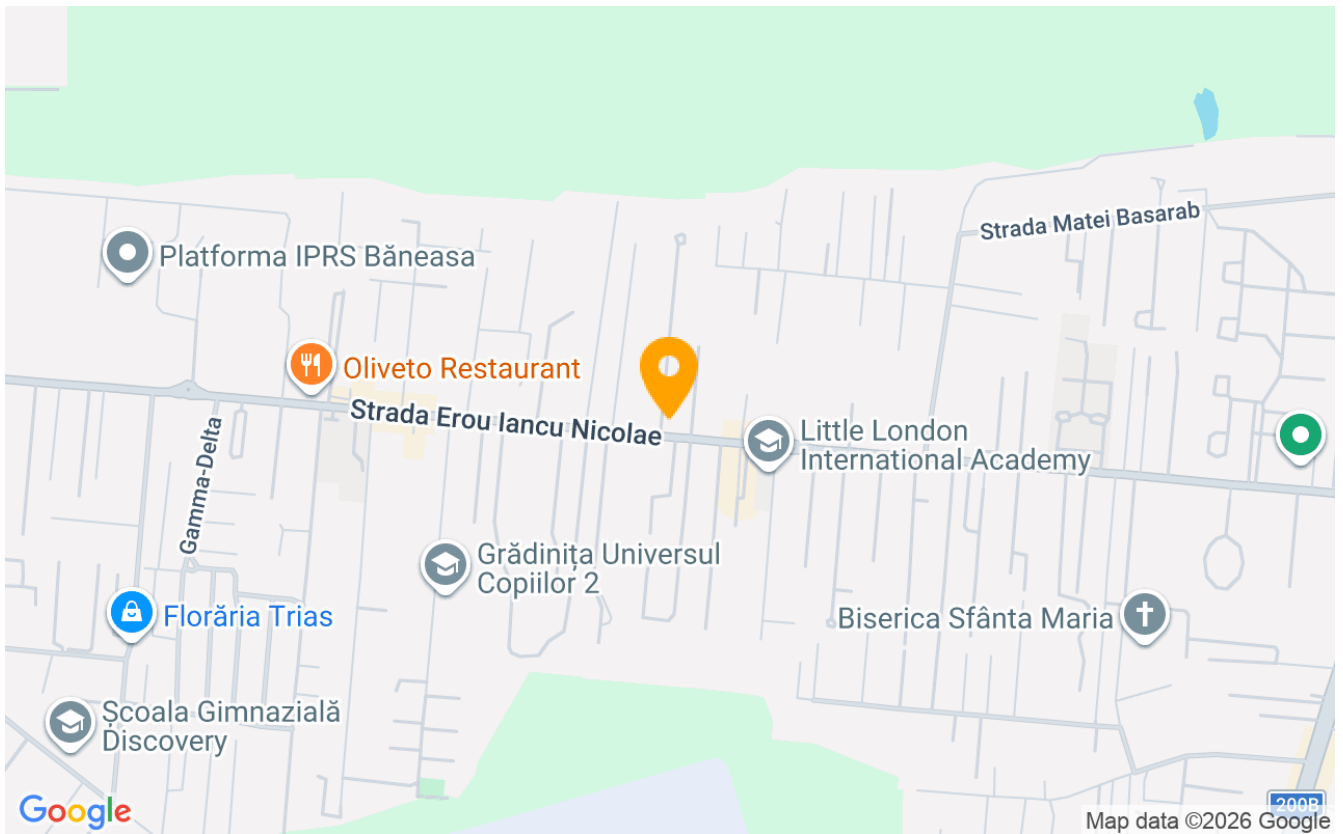 Strada Matei Basarab
Platforma IPRS Băneasa
Oliveto Restaurant
Strada Erou Iancu Nicolae
Little London
International Academy
Gamma-Delta
Grădinița Universul
Copiilor 2
Florăria Trias
Biserica Sfânta Maria
Școala Gimnazială
Discovery
200B
Google
Map data ©2026 Google